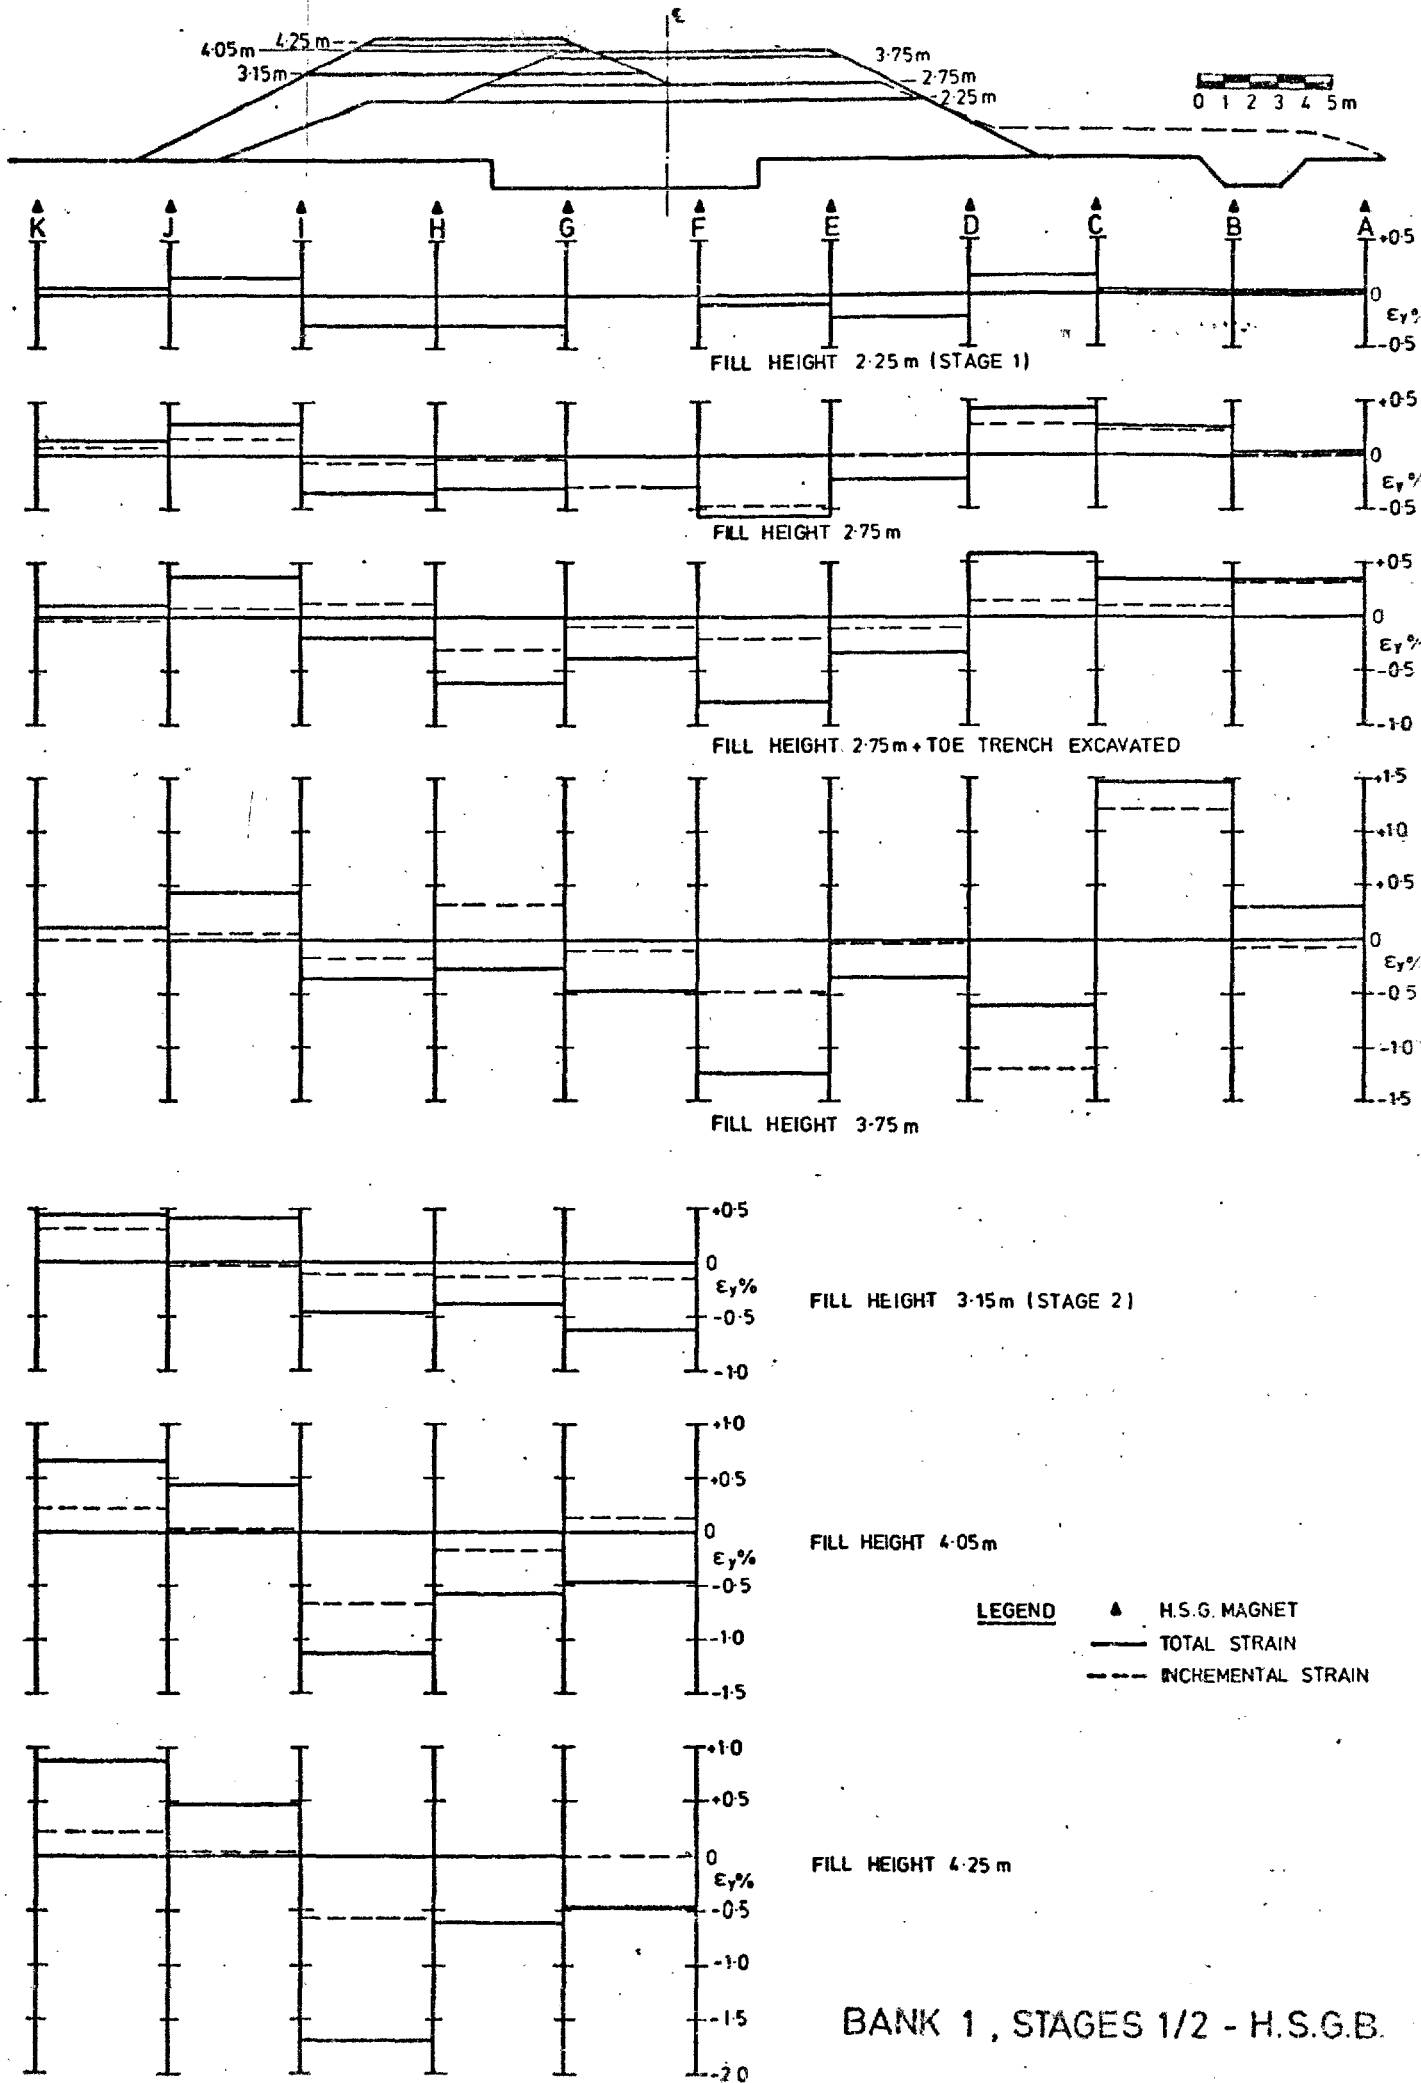 ℄
4·25m
4·05m
3·15m
3·75m
2·75m
2·25m
0 1 2 3 4 5m
K J I H G F E D C B A
+0·5
0
εy%
-0·5
FILL HEIGHT 2·25m (STAGE 1)
+0·5
0
εy%
-0·5
FILL HEIGHT 2·75m
+0·5
0
εy%
-0·5
-1·0
FILL HEIGHT 2·75m + TOE TRENCH EXCAVATED
+1·5
+1·0
+0·5
0
εy%
-0·5
-1·0
-1·5
FILL HEIGHT 3·75m
+0·5
0
εy%
-0·5
-1·0
FILL HEIGHT 3·15m (STAGE 2)
+1·0
+0·5
0
εy%
-0·5
-1·0
-1·5
FILL HEIGHT 4·05m
LEGEND
H.S.G. MAGNET
TOTAL STRAIN
INCREMENTAL STRAIN
+1·0
+0·5
0
εy%
-0·5
-1·0
-1·5
-2·0
FILL HEIGHT 4·25m
BANK 1, STAGES 1/2 - H.S.G.B.